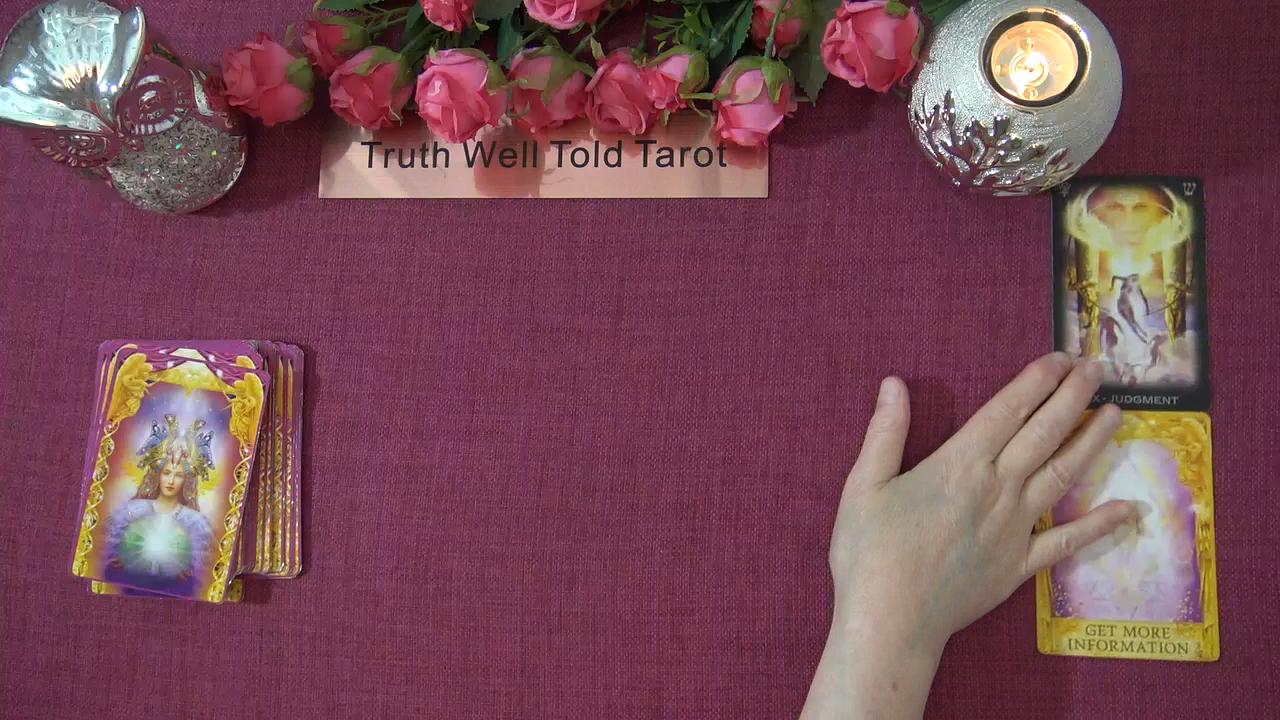 Truth Well Told Tarot
ש
X - JUDGMENT
GET MORE
INFORMATION